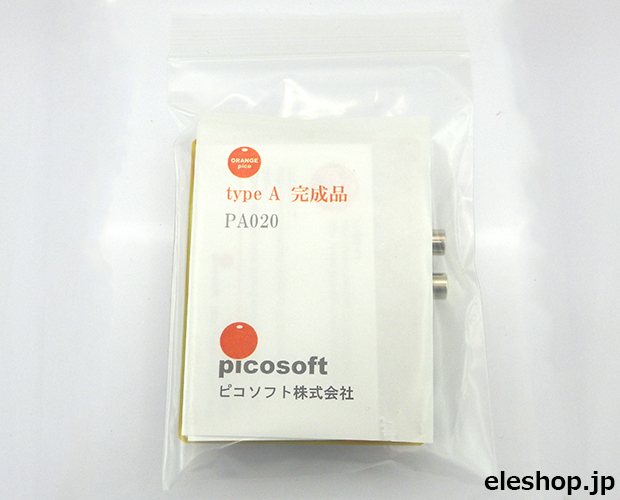 ORANGE
pico
type A 完成品
PA020
picosoft
ピコソフト株式会社
eleshop.jp